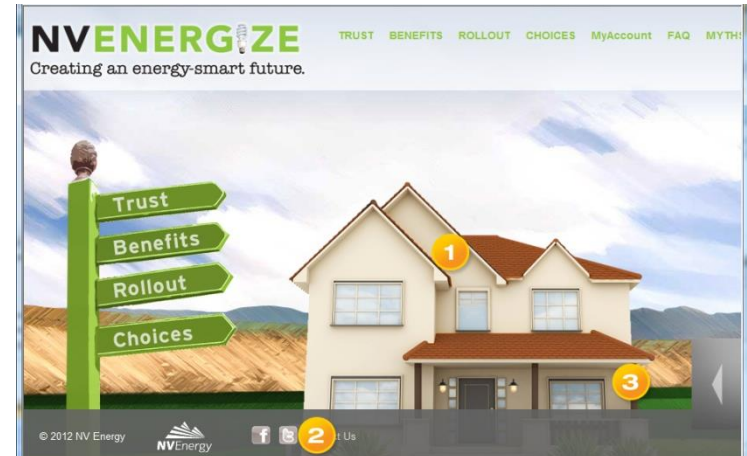 NVENERGIZE
Creating an energy-smart future.
TRUST BENEFITS ROLLOUT CHOICES MyAccount FAQ MYTHS
Trust
Benefits
Rollout
Choices
1
3
© 2012 NV Energy NVEnergy f t 2 t Us